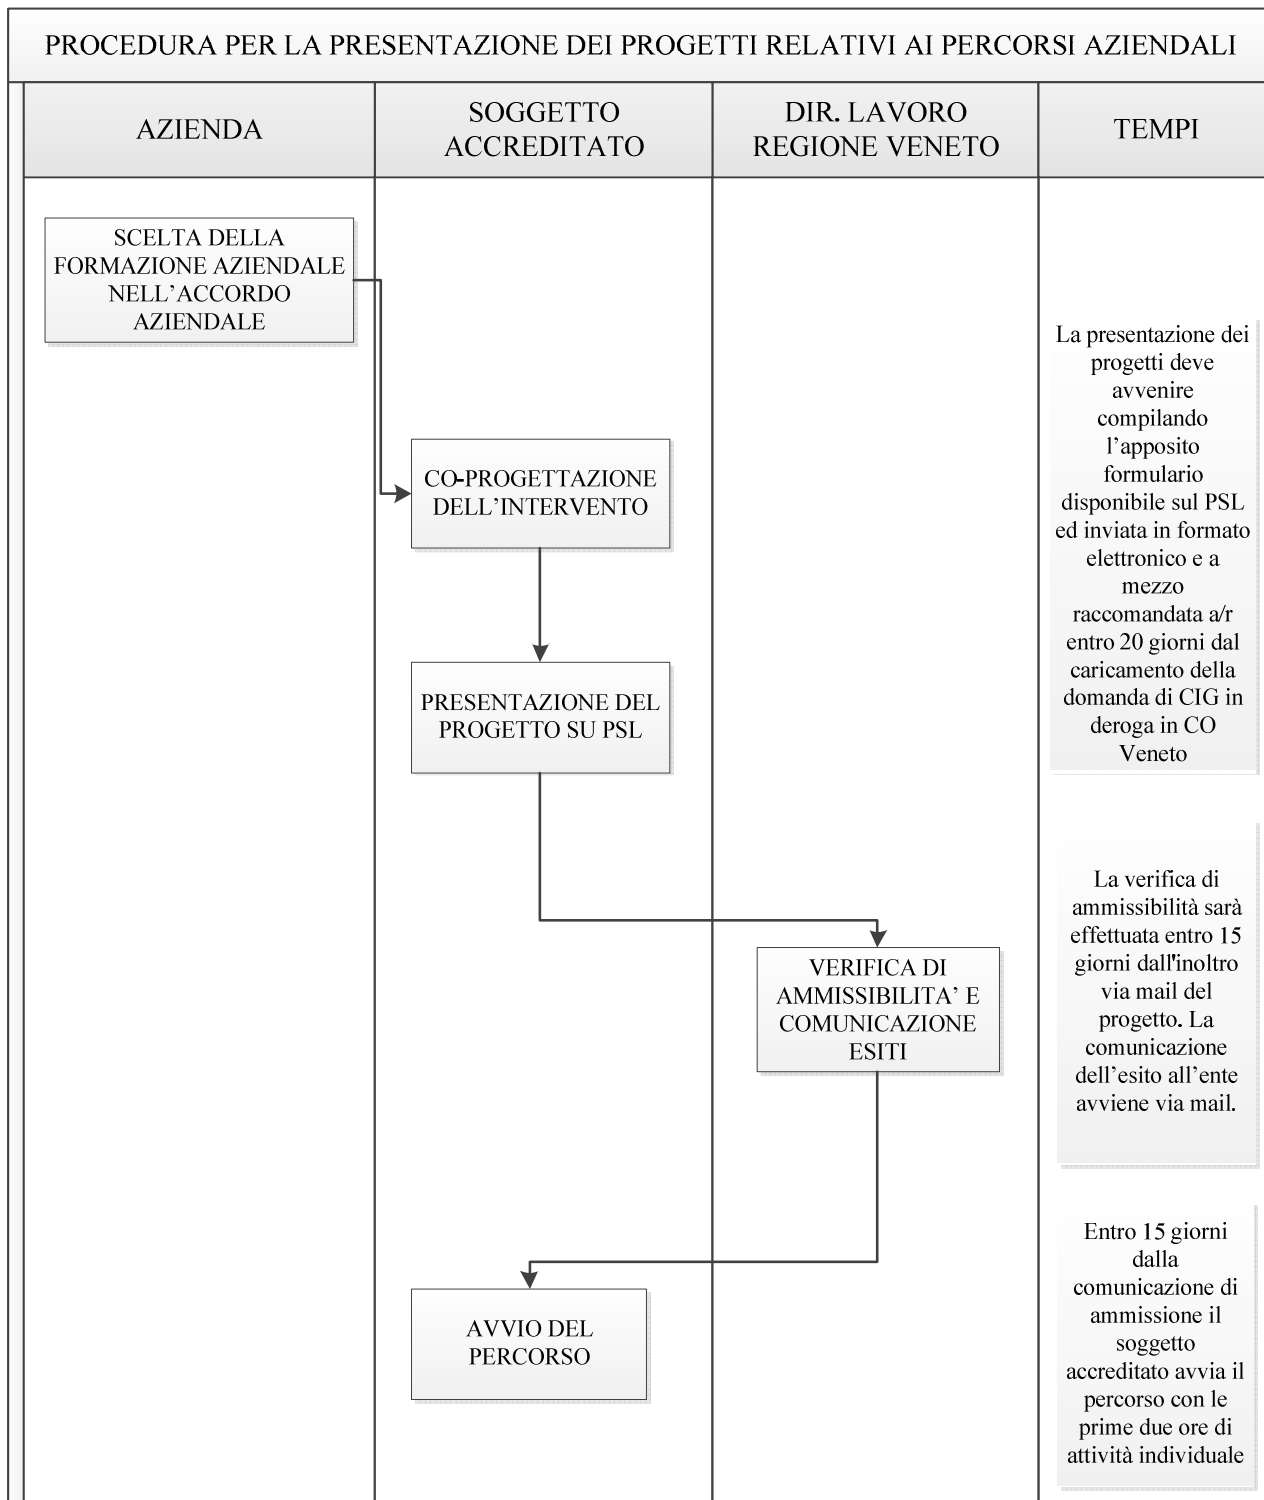 PROCEDURA PER LA PRESENTAZIONE DEI PROGETTI RELATIVI AI PERCORSI AZIENDALI
AZIENDA
SOGGETTO
ACCREDITATO
DIR. LAVORO
REGIONE VENETO
TEMPI
SCELTA DELLA
FORMAZIONE AZIENDALE
NELL’ACCORDO
AZIENDALE
CO-PROGETTAZIONE
DELL’INTERVENTO
PRESENTAZIONE DEL
PROGETTO SU PSL
La presentazione dei
progetti deve
avvenire
compilando
l’apposito
formulario
disponibile sul PSL
ed inviata in formato
elettronico e a
mezzo
raccomandata a/r
entro 20 giorni dal
caricamento della
domanda di CIG in
deroga in CO
Veneto
VERIFICA DI
AMMISSIBILITA’ E
COMUNICAZIONE
ESITI
La verifica di
ammissibilità sarà
effettuata entro 15
giorni dall'inoltro
via mail del
progetto. La
comunicazione
dell’esito all’ente
avviene via mail.
AVVIO DEL
PERCORSO
Entro 15 giorni
dalla
comunicazione di
ammissione il
soggetto
accreditato avvia il
percorso con le
prime due ore di
attività individuale